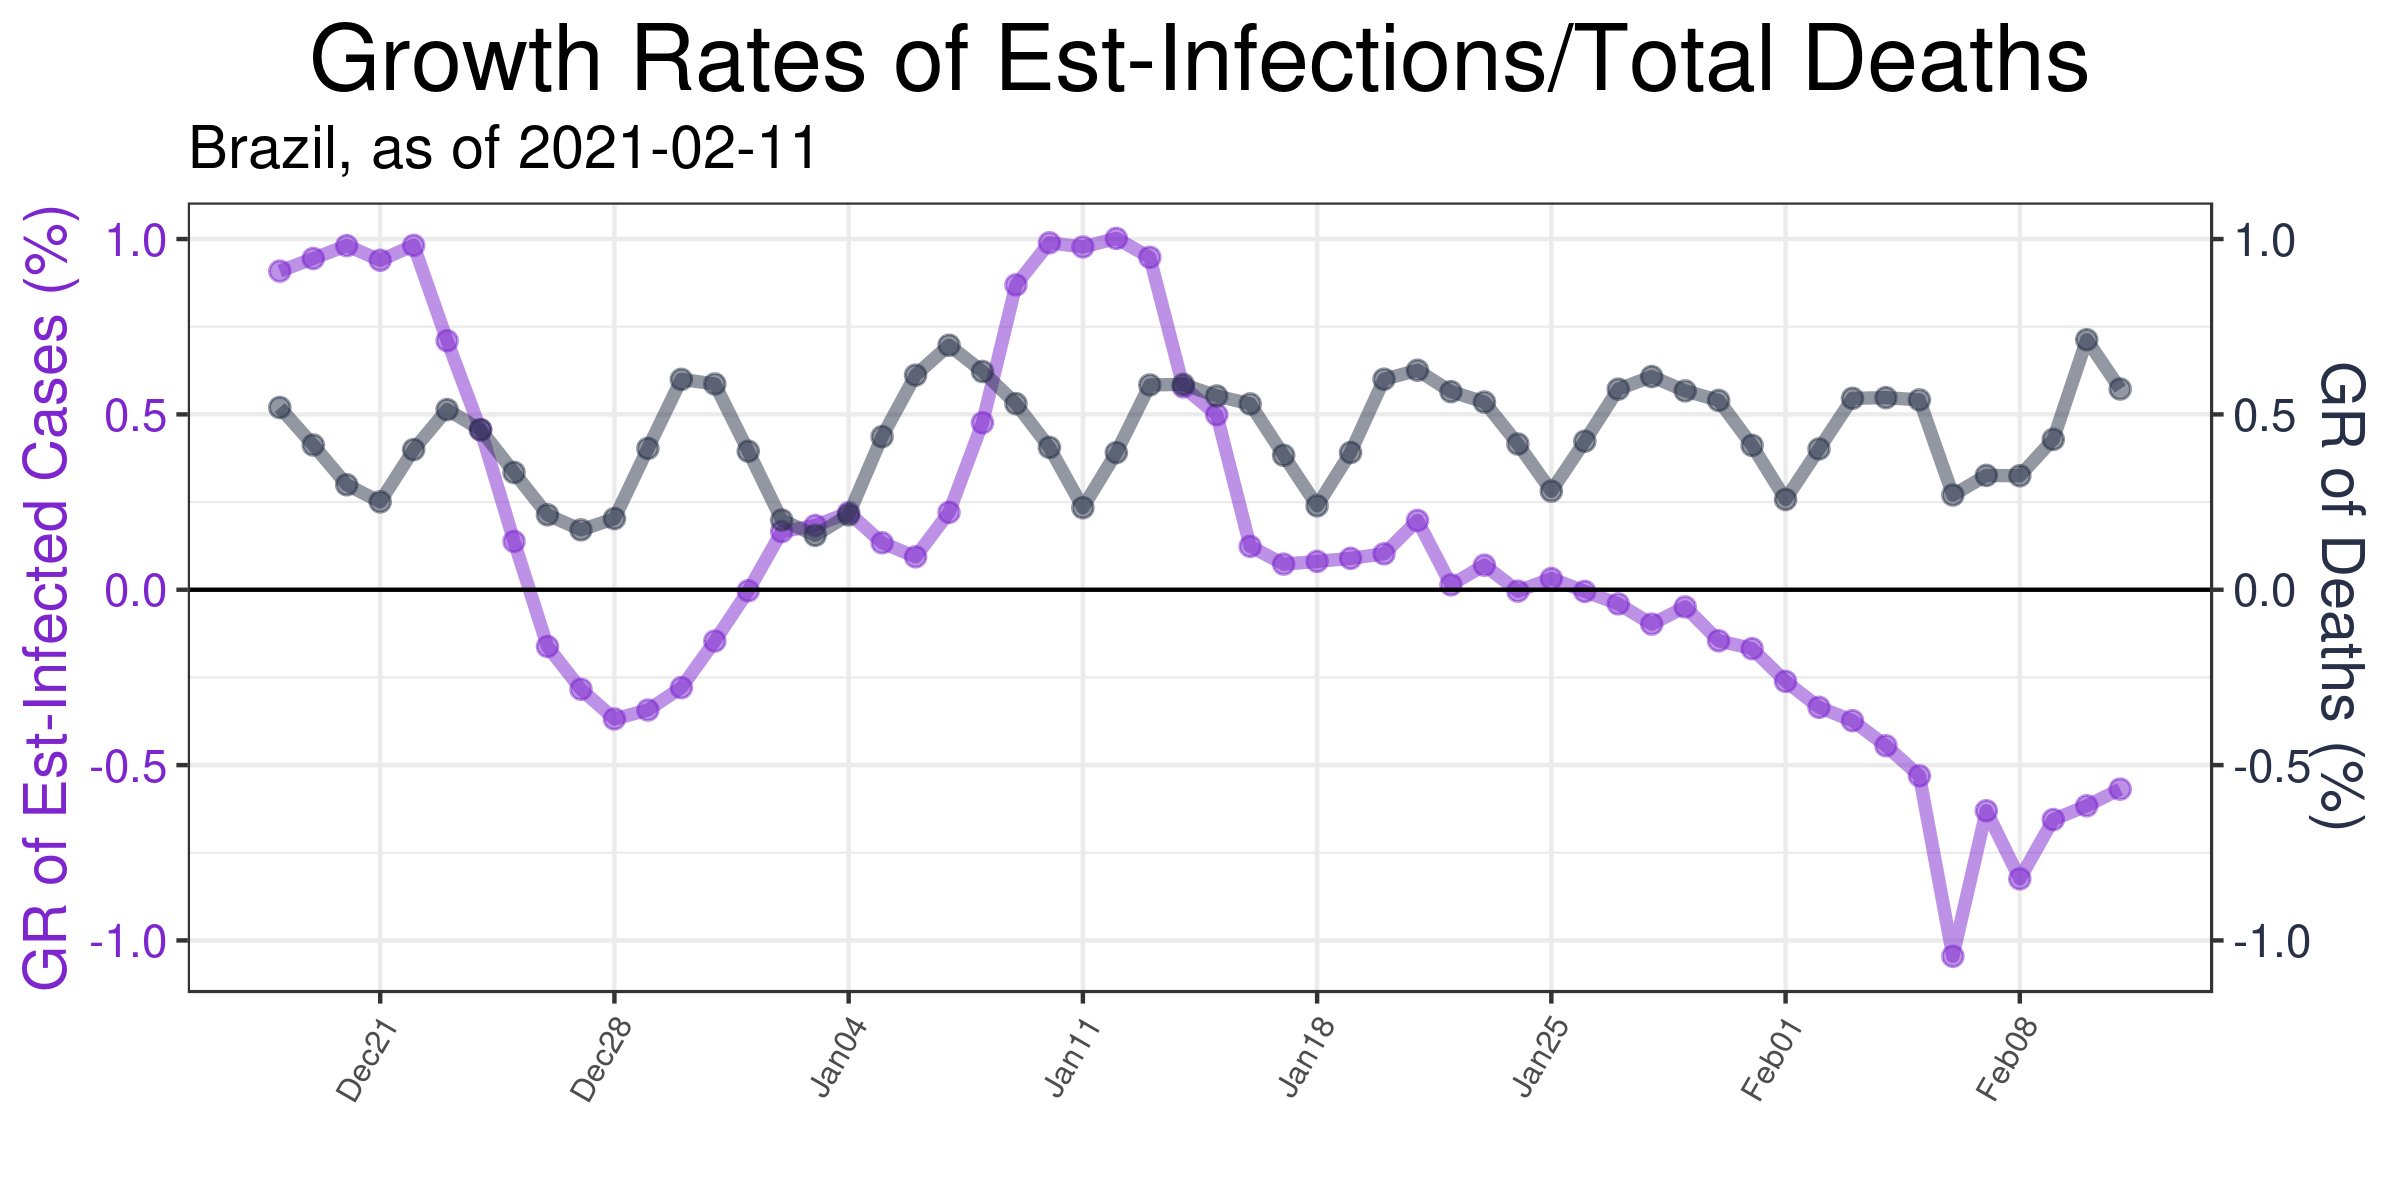 Growth Rates of Est-Infections/Total Deaths
Brazil, as of 2021-02-11
GR of Est-Infected Cases (%)
1.0
0.5
0.0
-0.5
-1.0
1.0
0.5
0.0
-0.5
-1.0
GR of Deaths (%)
Dec21
Dec28
Jan04
Jan11
Jan18
Jan25
Feb01
Feb08